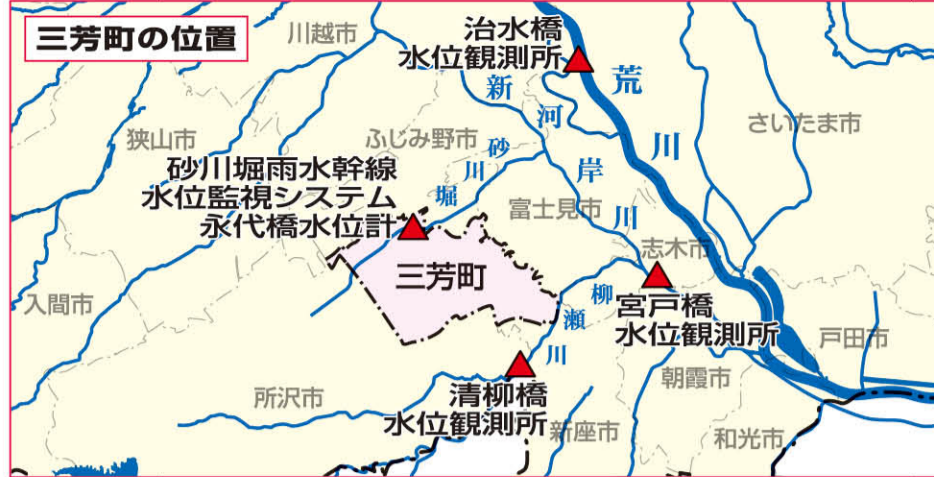 三芳町の位置
川越市
治水橋
水位観測所
荒川
新河岸川
さいたま市
狭山市
ふじみ野市
砂川堀
砂川堀雨水幹線
水位監視システム
永代橋水位計
富士見市
志木市
三芳町
入間市
柳瀬川
宮戸橋
水位観測所
戸田市
朝霞市
所沢市
清柳橋
水位観測所
新座市
和光市